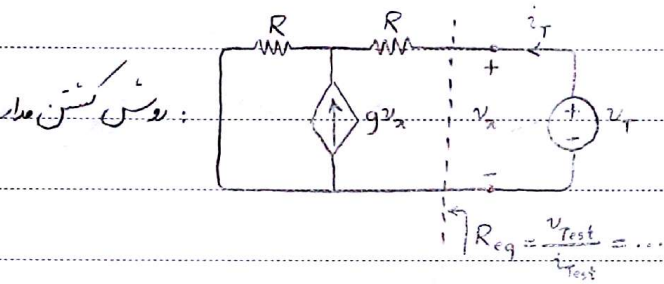 R R i_T
+
روش کشتن مدار : gv_x v_x + - v_T
-
R_eq = v_Test / i_Test = ...